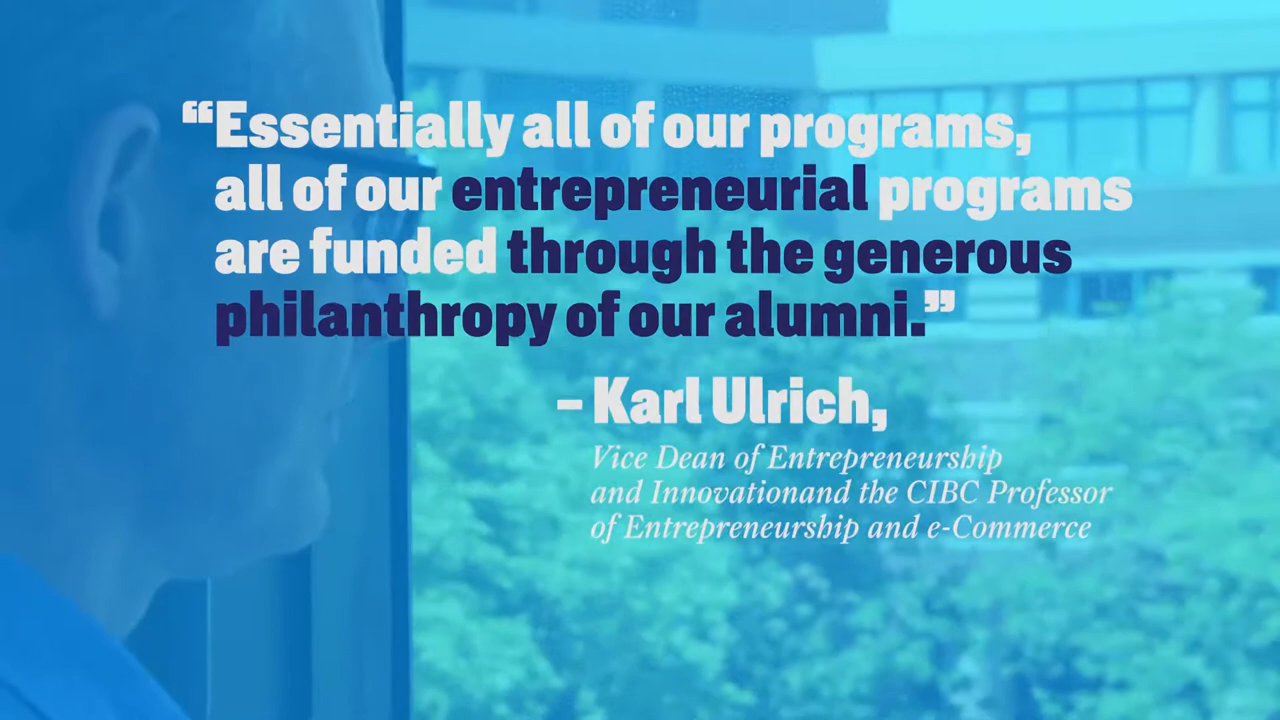 “Essentially all of our programs,
all of our entrepreneurial programs
are funded through the generous
philanthropy of our alumni.”
– Karl Ulrich,
Vice Dean of Entrepreneurship
and Innovationand the CIBC Professor
of Entrepreneurship and e-Commerce